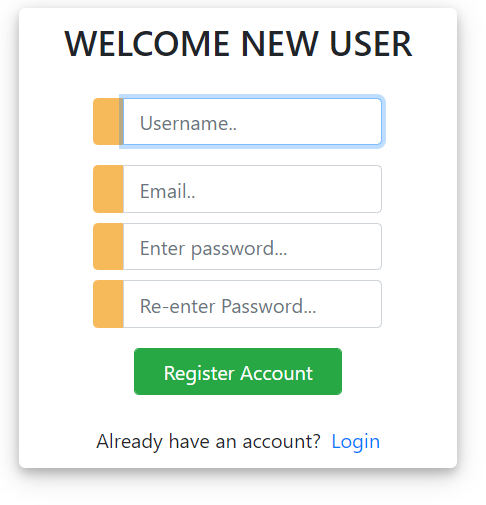 WELCOME NEW USER
Username..
Email..
Enter password...
Re-enter Password...
Register Account
Already have an account? Login